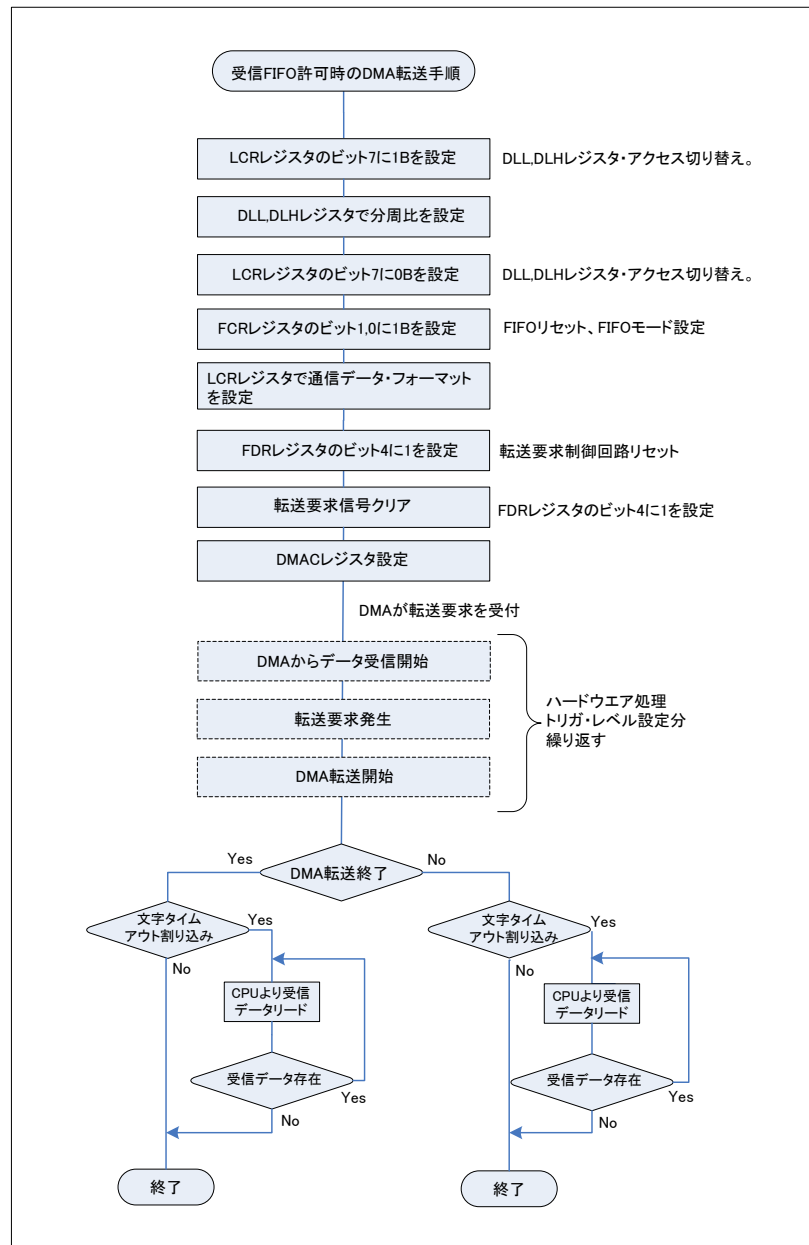 受信FIFO許可時のDMA転送手順
LCRレジスタのビット7に1Bを設定
DLL,DLHレジスタ・アクセス切り替え。
DLL,DLHレジスタで分周比を設定
LCRレジスタのビット7に0Bを設定
DLL,DLHレジスタ・アクセス切り替え。
FCRレジスタのビット1,0に1Bを設定
FIFOリセット、FIFOモード設定
LCRレジスタで通信データ・フォーマット
を設定
FDRレジスタのビット4に1を設定
転送要求制御回路リセット
転送要求信号クリア
FDRレジスタのビット4に1を設定
DMACレジスタ設定
DMAが転送要求を受付
DMAからデータ受信開始
転送要求発生
DMA転送開始
ハードウエア処理
トリガ・レベル設定分
繰り返す
DMA転送終了
Yes
No
文字タイム
アウト割り込み
Yes
No
CPUより受信
データリード
受信データ存在
Yes
No
終了
文字タイム
アウト割り込み
Yes
No
CPUより受信
データリード
受信データ存在
Yes
No
終了